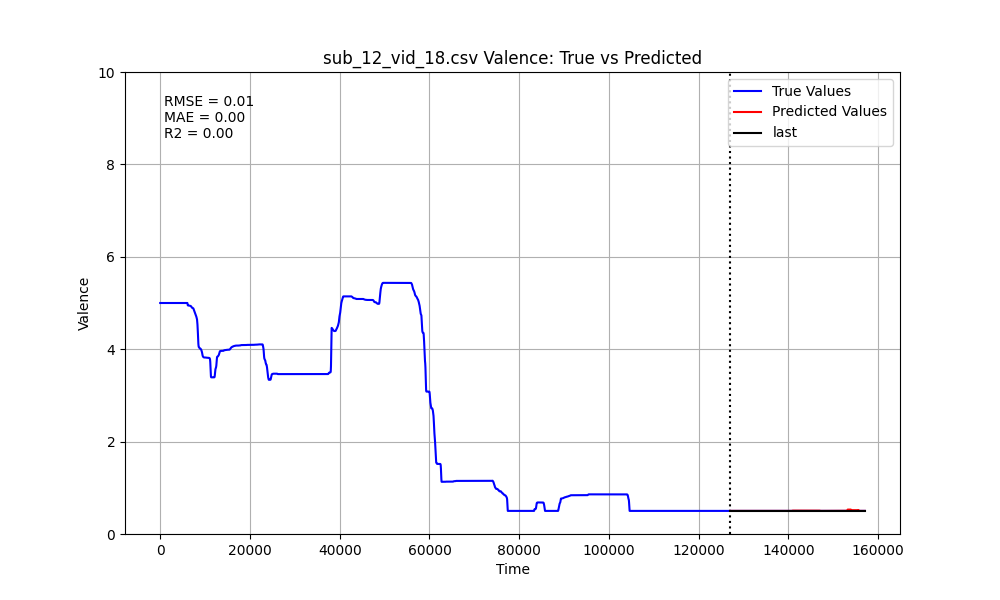 sub_12_vid_18.csv Valence: True vs Predicted
RMSE = 0.01
MAE = 0.00
R2 = 0.00
True Values
Predicted Values
last
10
8
6
4
2
0
Valence
0 20000 40000 60000 80000 100000 120000 140000 160000
Time